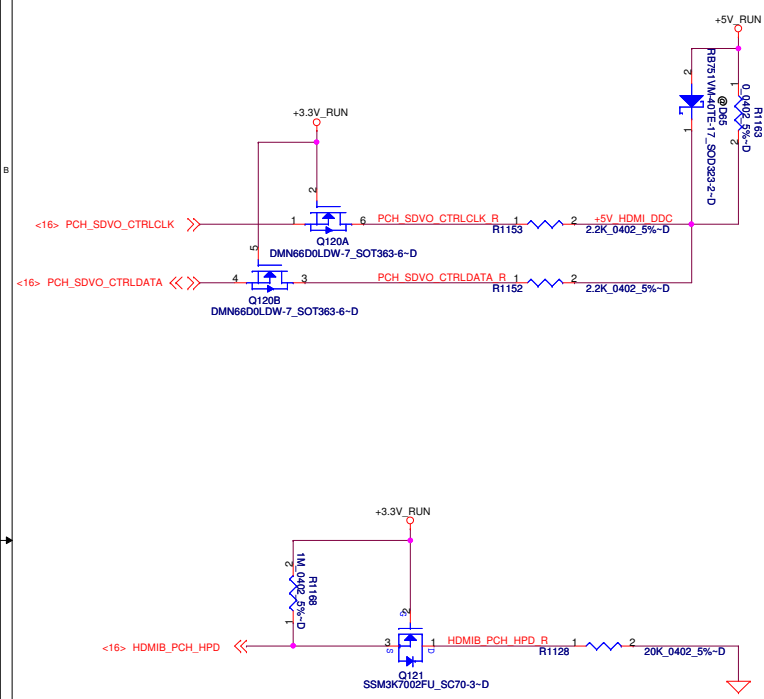 +5V_RUN
RB751VM-40TE-17_SOD323-2~D
@D65
0_0402_5%~D
R1163
2
1
1
2
+3.3V_RUN
2
B
<16> PCH_SDVO_CTRLCLK
1
6
PCH_SDVO_CTRLCLK_R
1
2
+5V_HDMI_DDC
R1153
2.2K_0402_5%~D
Q120A
DMN66D0LDW-7_SOT363-6~D
5
<16> PCH_SDVO_CTRLDATA
4
3
PCH_SDVO_CTRLDATA_R
1
2
R1152
2.2K_0402_5%~D
Q120B
DMN66D0LDW-7_SOT363-6~D
+3.3V_RUN
2
1M_0402_5%~D
R1168
1
2
G
<16> HDMIB_PCH_HPD
3
S
1
D
HDMIB_PCH_HPD_R
1
2
R1128
20K_0402_5%~D
Q121
SSM3K7002FU_SC70-3~D